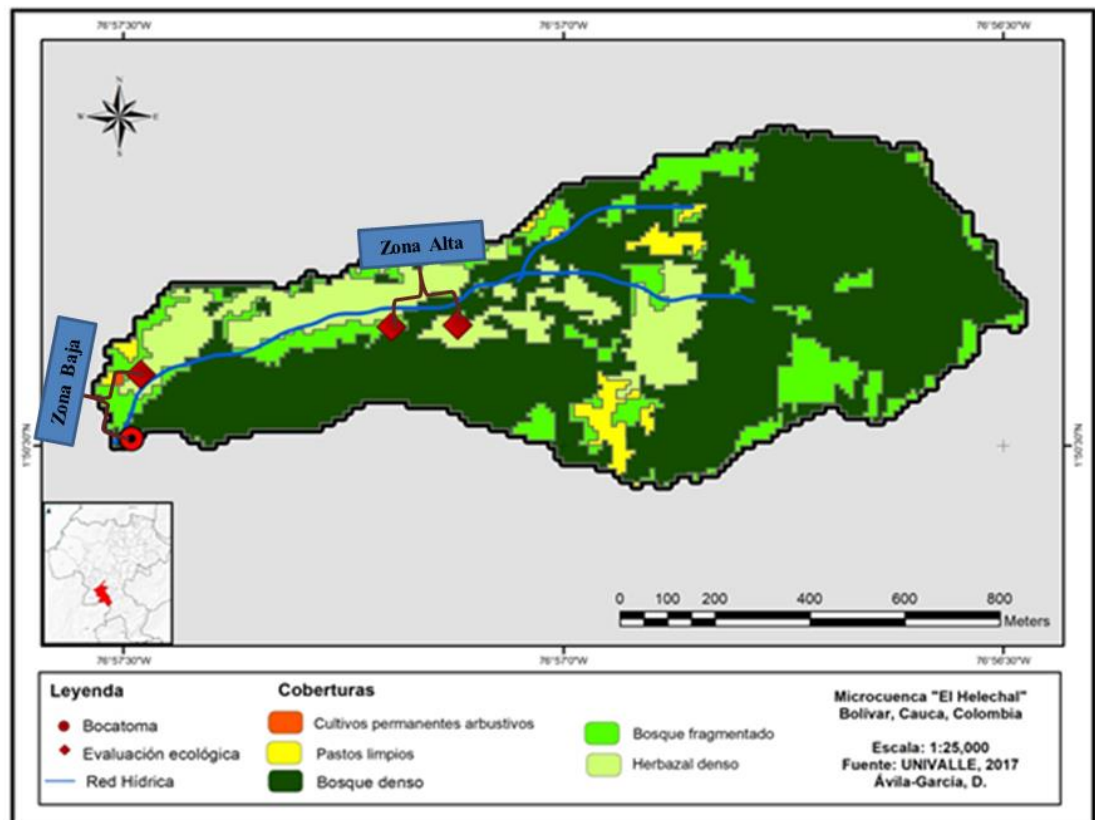 76°57'30"W 76°57'0"W 76°56'30"W
N
W E
S
Zona Alta
Zona Baja
1°50'30"N 1°50'30"N
0 100 200 400 600 800
Meters
76°57'30"W 76°57'0"W 76°56'30"W
Leyenda
Bocatoma
Evaluación ecológica
Red Hídrica
Coberturas
Cultivos permanentes arbustivos
Pastos limpios
Bosque denso
Bosque fragmentado
Herbazal denso
Microcuenca "El Helechal"
Bolívar, Cauca, Colombia
Escala: 1:25,000
Fuente: UNIVALLE, 2017
Ávila-García, D.